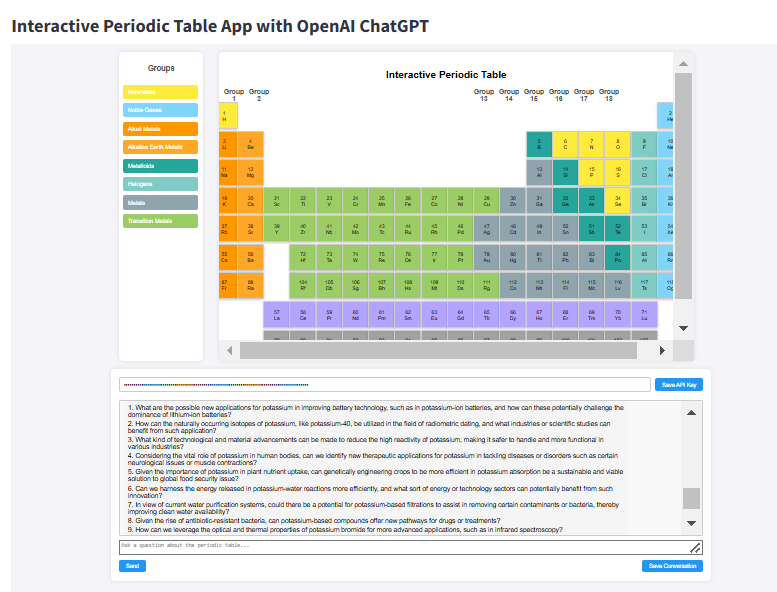 Interactive Periodic Table App with OpenAI ChatGPT
Groups
Nonmetals
Noble Gases
Alkali Metals
Alkaline Earth Metals
Metalloids
Halogens
Metals
Transition Metals
Interactive Periodic Table
Group 1 Group 2 Group 13 Group 14 Group 15 Group 16 Group 17 Group 18
1 H 2 He
3 Li 4 Be 5 B 6 C 7 N 8 O 9 F
11 Na 12 Mg 13 Al 14 Si 15 P 16 S 17 Cl
19 K 20 Ca 21 Sc 22 Ti 23 V 24 Cr 25 Mn 26 Fe 27 Co 28 Ni 29 Cu 30 Zn 31 Ga 32 Ge 33 As 34 Se 35 Br
37 Rb 38 Sr 39 Y 40 Zr 41 Nb 42 Mo 43 Tc 44 Ru 45 Rh 46 Pd 47 Ag 48 Cd 49 In 50 Sn 51 Sb 52 Te 53 I
55 Cs 56 Ba 72 Hf 73 Ta 74 W 75 Re 76 Os 77 Ir 78 Pt 79 Au 80 Hg 81 Tl 82 Pb 83 Bi 84 Po 85 At
87 Fr 88 Ra 104 Rf 105 Db 106 Sg 107 Bh 108 Hs 109 Mt 110 Ds 111 Rg 112 Cn 113 Nh 114 Fl 115 Mc 116 Lv 117 Ts
57 La 58 Ce 59 Pr 60 Nd 61 Pm 62 Sm 63 Eu 64 Gd 65 Tb 66 Dy 67 Ho 68 Er 69 Tm 70 Yb 71 Lu
Save API Key
1. What are the possible new applications for potassium in improving battery technology, such as in potassium-ion batteries, and how can these potentially challenge the
dominance of lithium-ion batteries?
2. How can the naturally occurring isotopes of potassium, like potassium-40, be utilized in the field of radiometric dating, and what industries or scientific studies can
benefit from such application?
3. What kind of technological and material advancements can be made to reduce the high reactivity of potassium, making it safer to handle and more functional in
various industries?
4. Considering the vital role of potassium in human bodies, can we identify new therapeutic applications for potassium in tackling diseases or disorders such as certain
neurological issues or muscle contractions?
5. Given the importance of potassium in plant nutrient uptake, can genetically engineering crops to be more efficient in potassium absorption be a sustainable and viable
solution to global food security issue?
6. Can we harness the energy released in potassium-water reactions more efficiently, and what sort of energy or technology sectors can potentially benefit from such
innovation?
7. In view of current water purification systems, could there be a potential for potassium-based filtrations to assist in removing certain contaminants or bacteria, thereby
improving clean water availability?
8. Given the rise of antibiotic-resistant bacteria, can potassium-based compounds offer new pathways for drugs or treatments?
9. How can we leverage the optical and thermal properties of potassium bromide for more advanced applications, such as in infrared spectroscopy?
Ask a question about the periodic table...
Send
Save Conversation